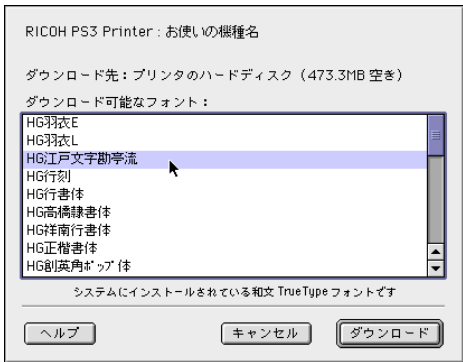 RICOH PS3 Printer : お使いの機種名
ダウンロード先：プリンタのハードディスク（473.3MB 空き）
ダウンロード可能なフォント：
HG羽衣E
HG羽衣L
HG江戸文字勘亭流
HG行刻
HG行書体
HG高橋隷書体
HG祥南行書体
HG正楷書体
HG創英角ﾎﾟｯﾌﾟ体
システムにインストールされている和文 TrueType フォントです
ヘルプ
キャンセル
ダウンロード